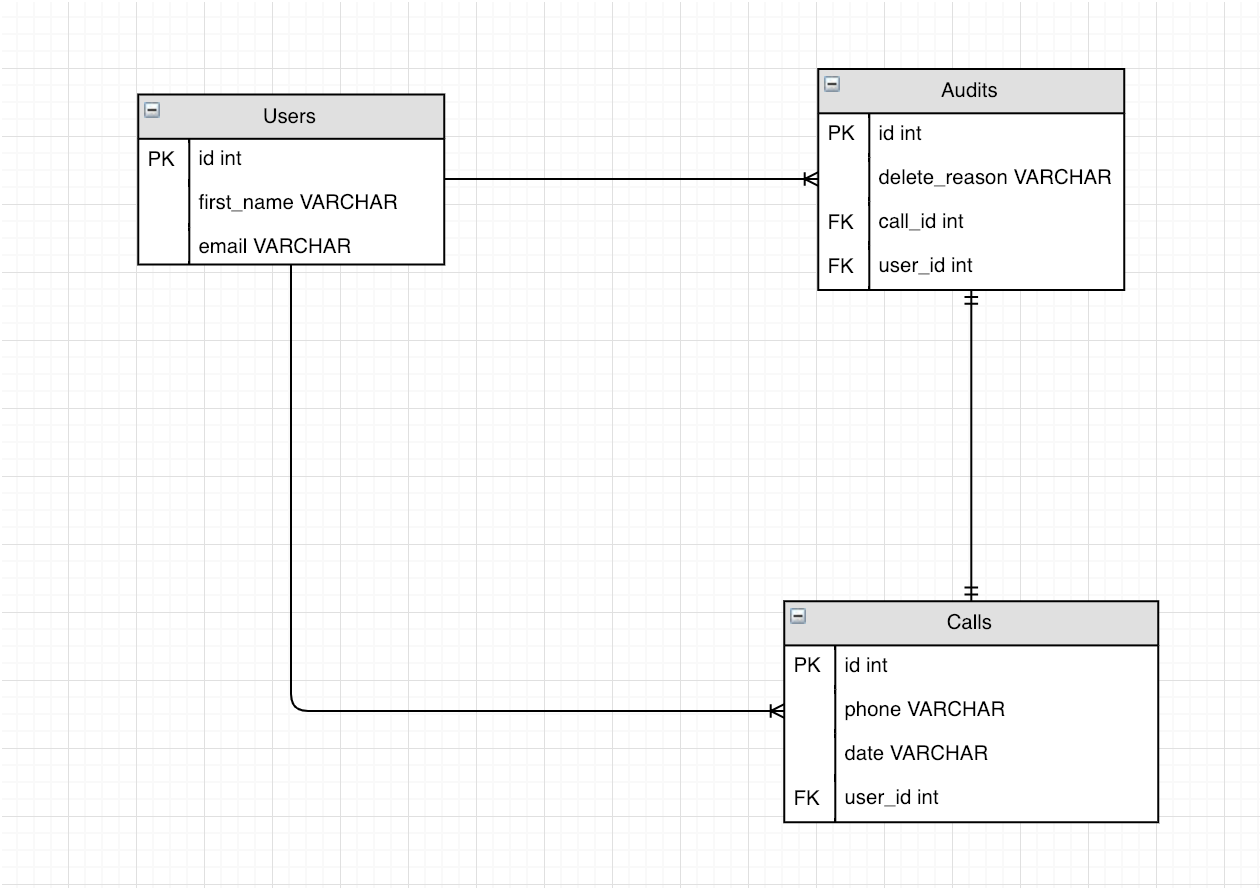 Users
PK id int
first_name VARCHAR
email VARCHAR
Audits
PK id int
delete_reason VARCHAR
FK call_id int
FK user_id int
Calls
PK id int
phone VARCHAR
date VARCHAR
FK user_id int